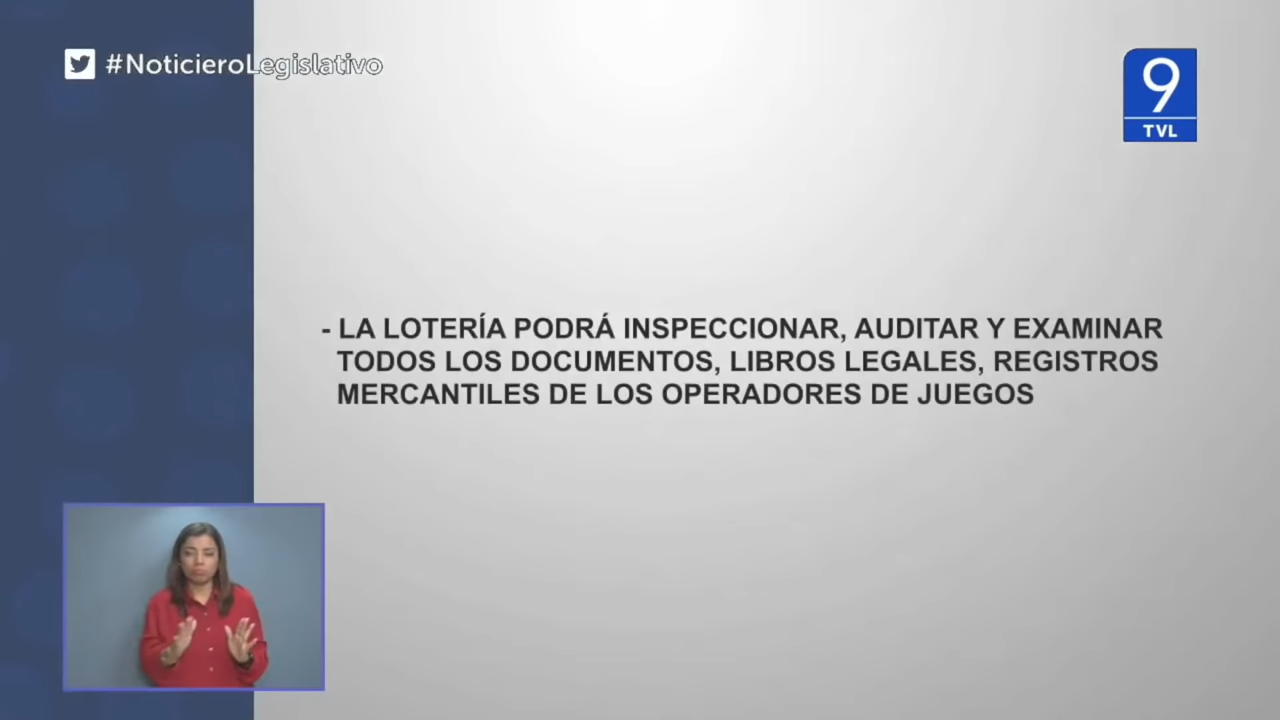 #NoticieroLegislativo
9
TVL
- LA LOTERÍA PODRÁ INSPECCIONAR, AUDITAR Y EXAMINAR
TODOS LOS DOCUMENTOS, LIBROS LEGALES, REGISTROS
MERCANTILES DE LOS OPERADORES DE JUEGOS